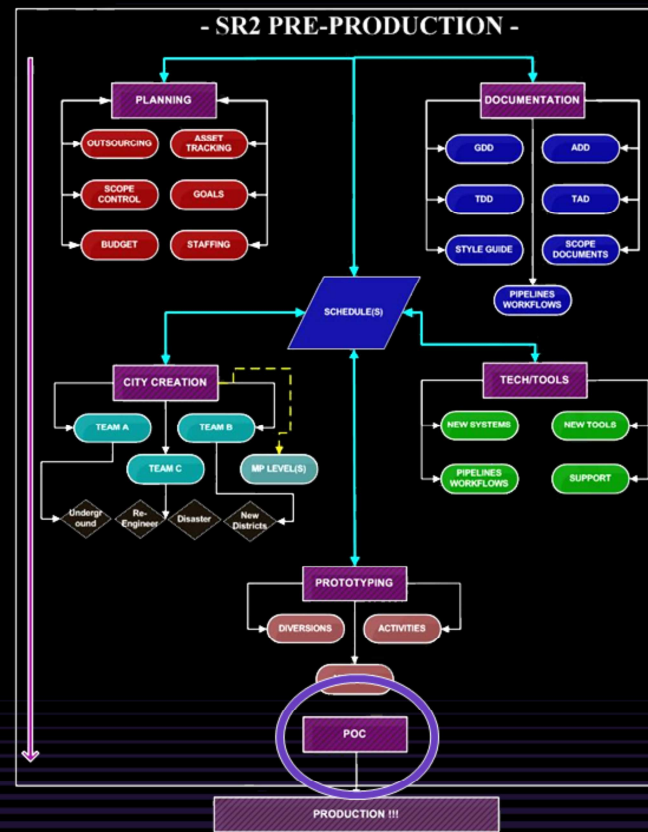 - SR2 PRE-PRODUCTION -
PLANNING
OUTSOURCING
ASSET
TRACKING
SCOPE
CONTROL
GOALS
BUDGET
STAFFING
DOCUMENTATION
GDD
ADD
TDD
TAD
STYLE GUIDE
SCOPE
DOCUMENTS
PIPELINES
WORKFLOWS
SCHEDULE(S)
CITY CREATION
TEAM A
TEAM B
TEAM C
MP LEVEL(S)
Undergr
ound
Re-
Engineer
Disaster
New
Districts
TECH/TOOLS
NEW SYSTEMS
NEW TOOLS
PIPELINES
WORKFLOWS
SUPPORT
PROTOTYPING
DIVERSIONS
ACTIVITIES
POC
PRODUCTION !!!